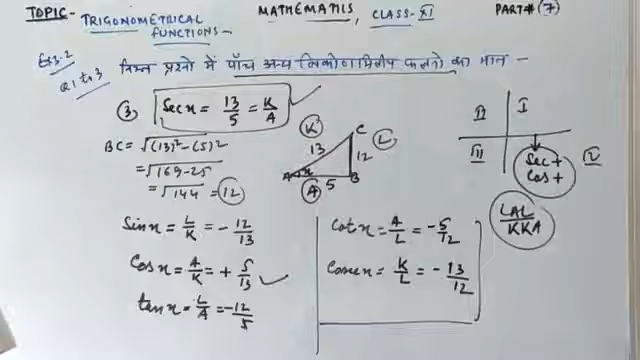 TOPIC- TRIGONOMETRICAL FUNCTIONS- MATHEMATICS, CLASS-XI PART#(7)
Ex 3.2
Q1 to 3 निम्न प्रश्नो में पाँच अन्य त्रिकोणमितीय फलनो का मान -
(3) Sec x = 13/5 = K/A
BC = √(13)² - (5)²
= √169 - 25
= √144 = 12
K
13
C
L
12
A
x
5
B
A
II I
III IV
Sec +
Cos +
LAL/KKA
Sin x = L/K = -12/13
Cos x = A/K = + 5/13
tan x = L/A = -12/5
Cot x = A/L = -5/12
Cosec x = K/L = -13/12